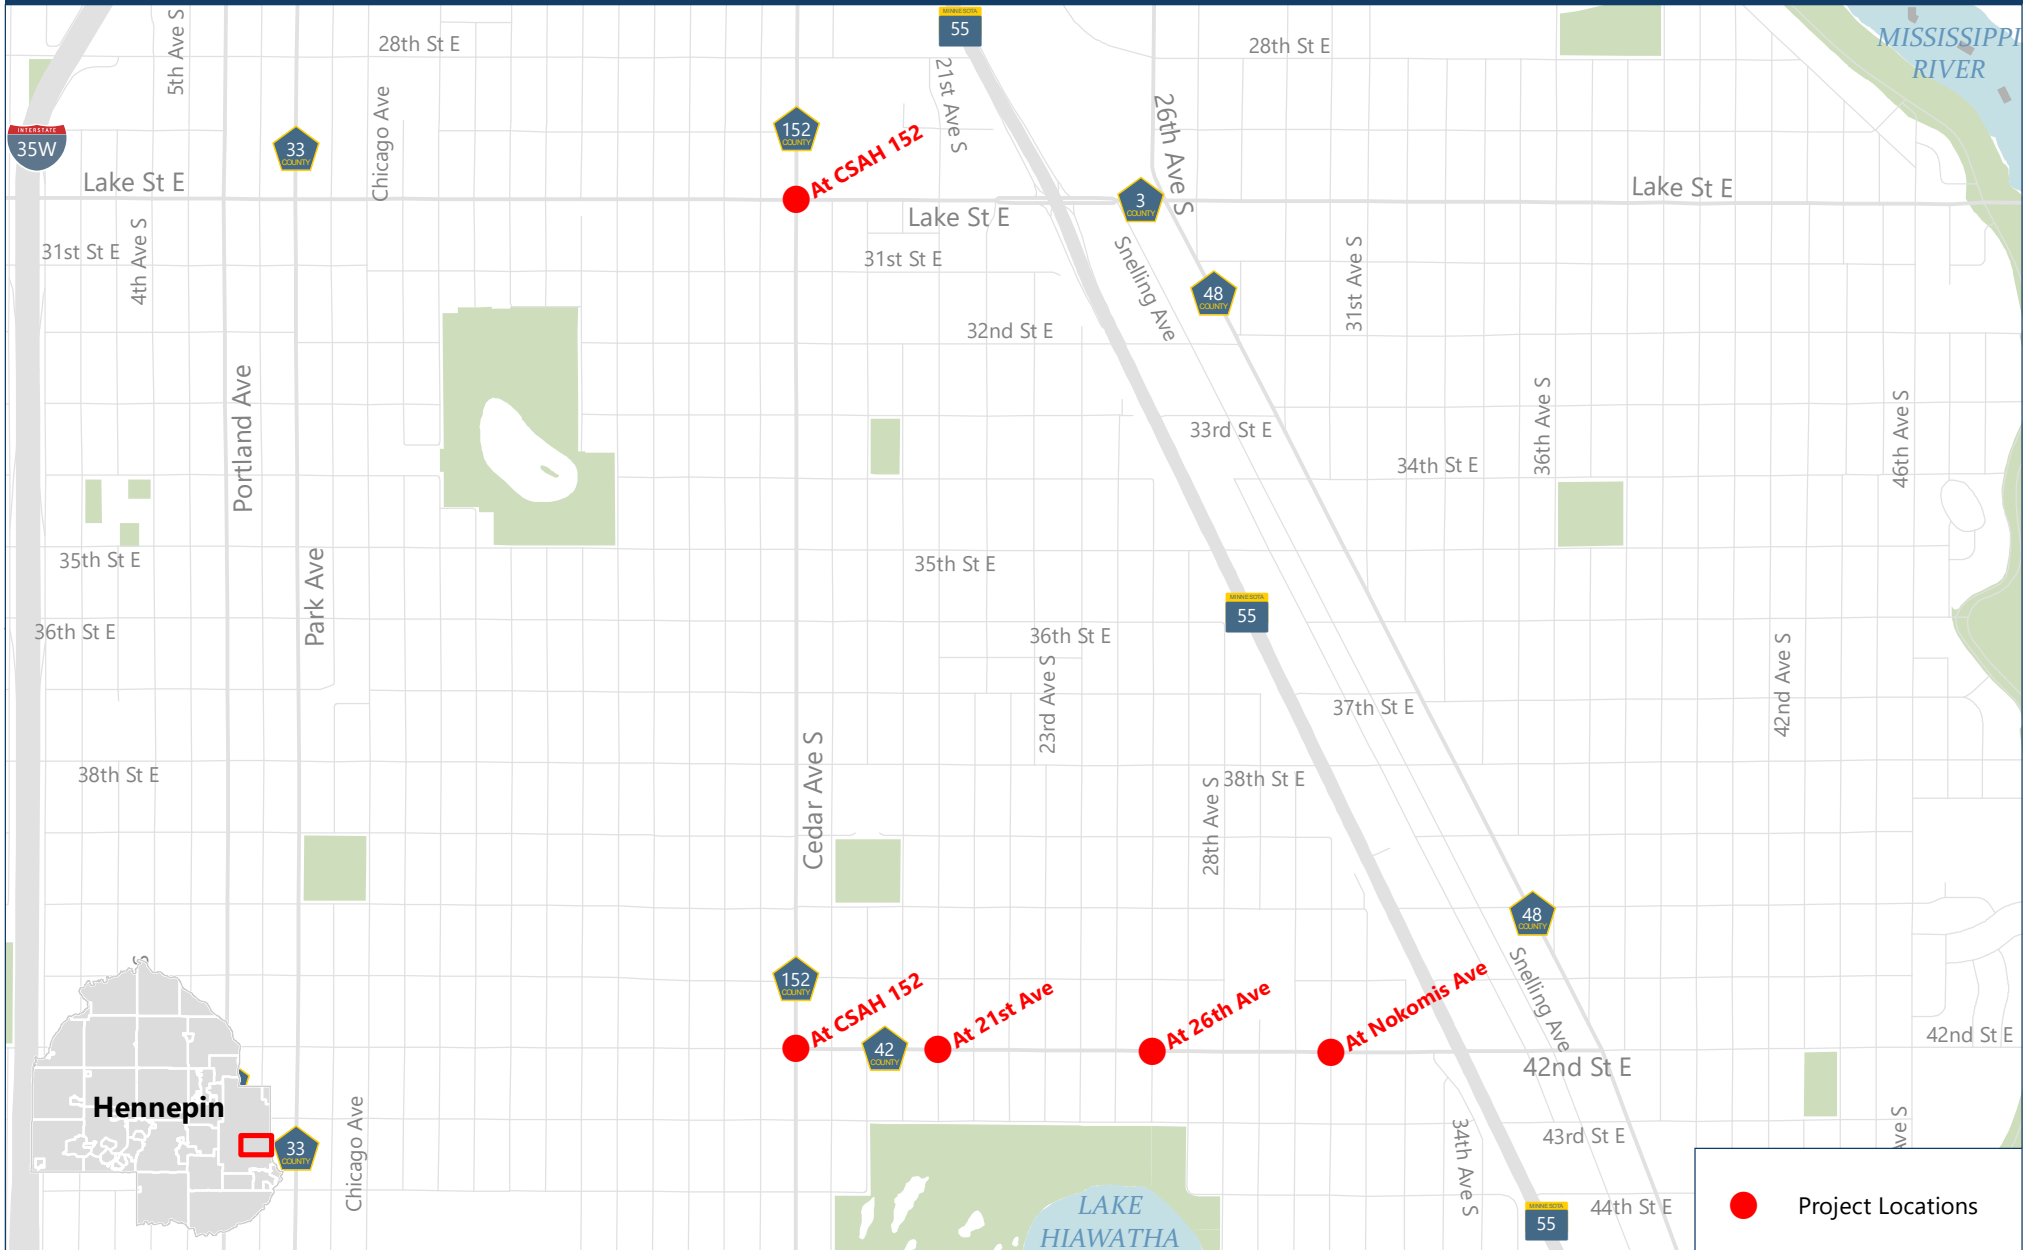 5th Ave S
28th St E
MINNESOTA
55
21st Ave S
28th St E
MISSISSIPPI
RIVER
INTERSTATE
35W
33
COUNTY
Chicago Ave
152
COUNTY
At CSAH 152
26th Ave S
Lake St E
Lake St E
3
COUNTY
Lake St E
31st St E
4th Ave S
31st St E
Snelling Ave
48
COUNTY
31st Ave S
32nd St E
Portland Ave
33rd St E
34th St E
36th Ave S
46th Ave S
35th St E
Park Ave
35th St E
MINNESOTA
55
36th St E
36th St E
23rd Ave S
37th St E
42nd Ave S
38th St E
Cedar Ave S
28th Ave S
38th St E
48
COUNTY
S
152
COUNTY
At CSAH 152
42
COUNTY
At 21st Ave
At 26th Ave
At Nokomis Ave
Snelling Ave
42nd St E
42nd St E
Hennepin
33
COUNTY
Chicago Ave
34th Ave S
43rd St E
Ave S
LAKE
HIAWATHA
MINNESOTA
55
44th St E
Project Locations